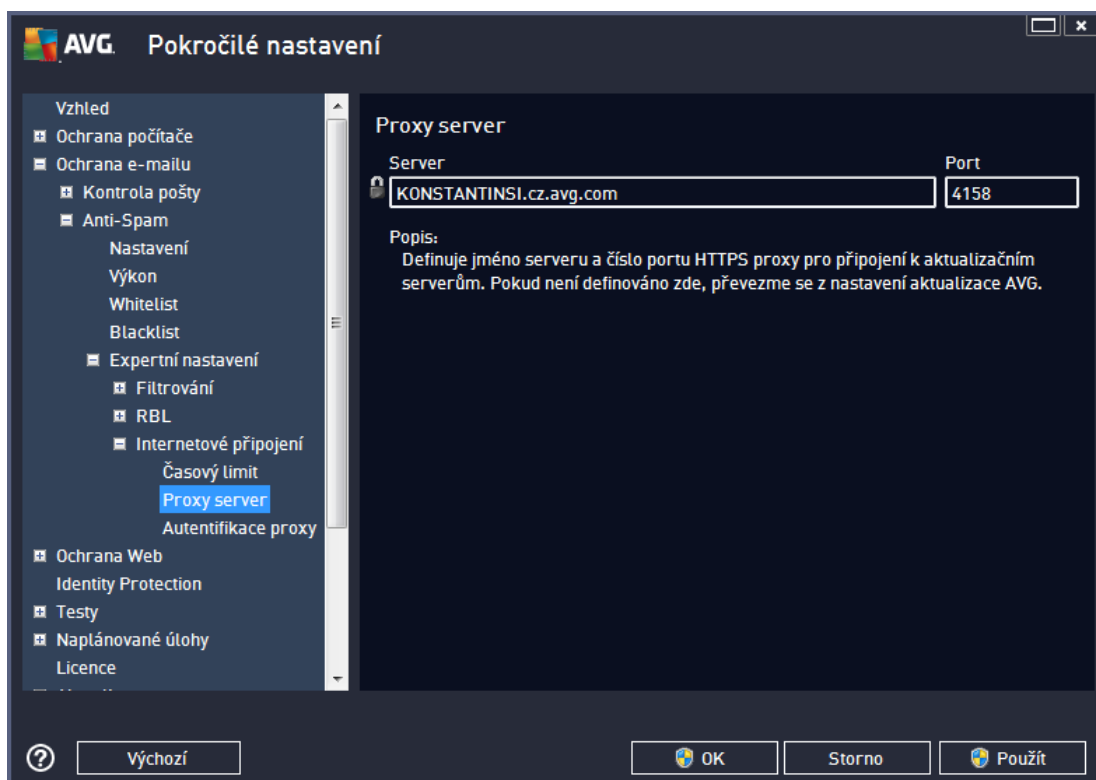 AVG. Pokročilé nastavení
Vzhled
Ochrana počítače
Ochrana e-mailu
Kontrola pošty
Anti-Spam
Nastavení
Výkon
Whitelist
Blacklist
Expertní nastavení
Filtrování
RBL
Internetové připojení
Časový limit
Proxy server
Autentifikace proxy
Ochrana Web
Identity Protection
Testy
Naplánované úlohy
Licence
Proxy server
Server Port
KONSTANTINSI.cz.avg.com 4158
Popis:
Definuje jméno serveru a číslo portu HTTPS proxy pro připojení k aktualizačním
serverům. Pokud není definováno zde, převezme se z nastavení aktualizace AVG.
Výchozí OK Storno Použít